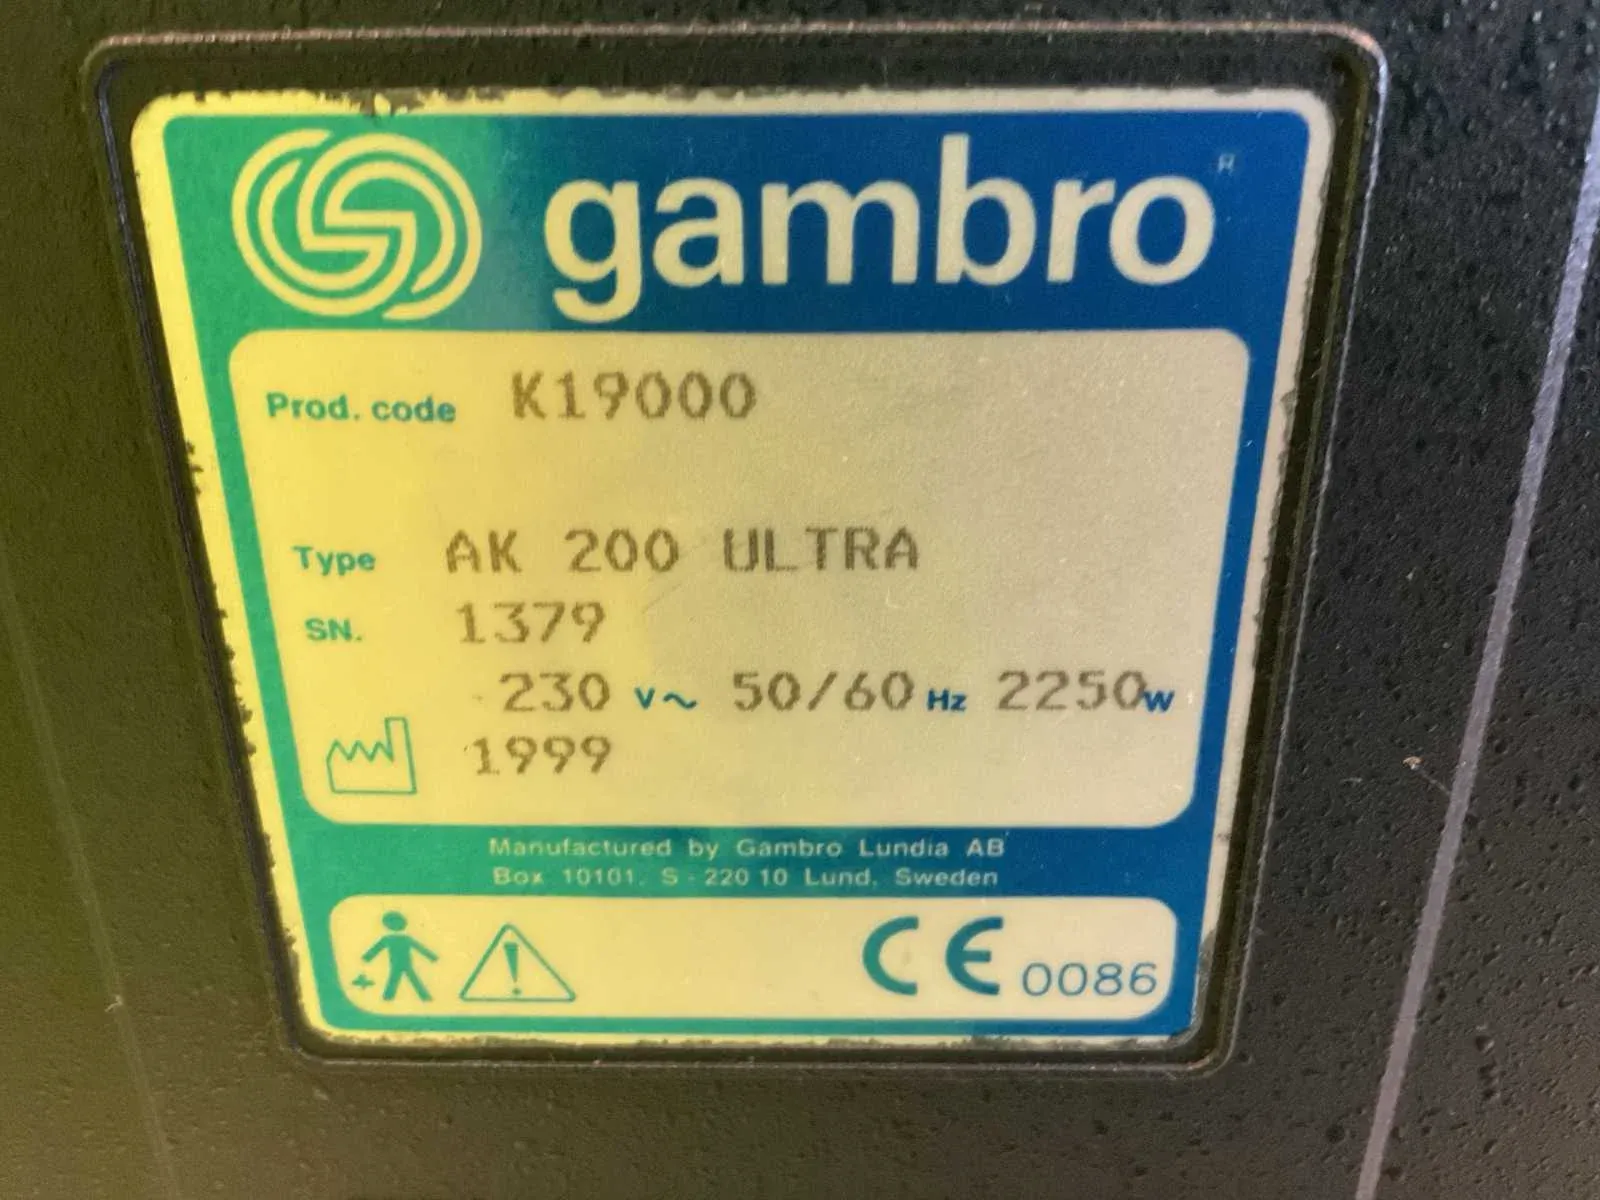 gambro R
Prod. code K19000
Type AK 200 ULTRA
SN. 1379
230 V~ 50/60 Hz 2250W
1999
Manufactured by Gambro Lundia AB
Box 10101, S-220 10 Lund, Sweden
CE 0086